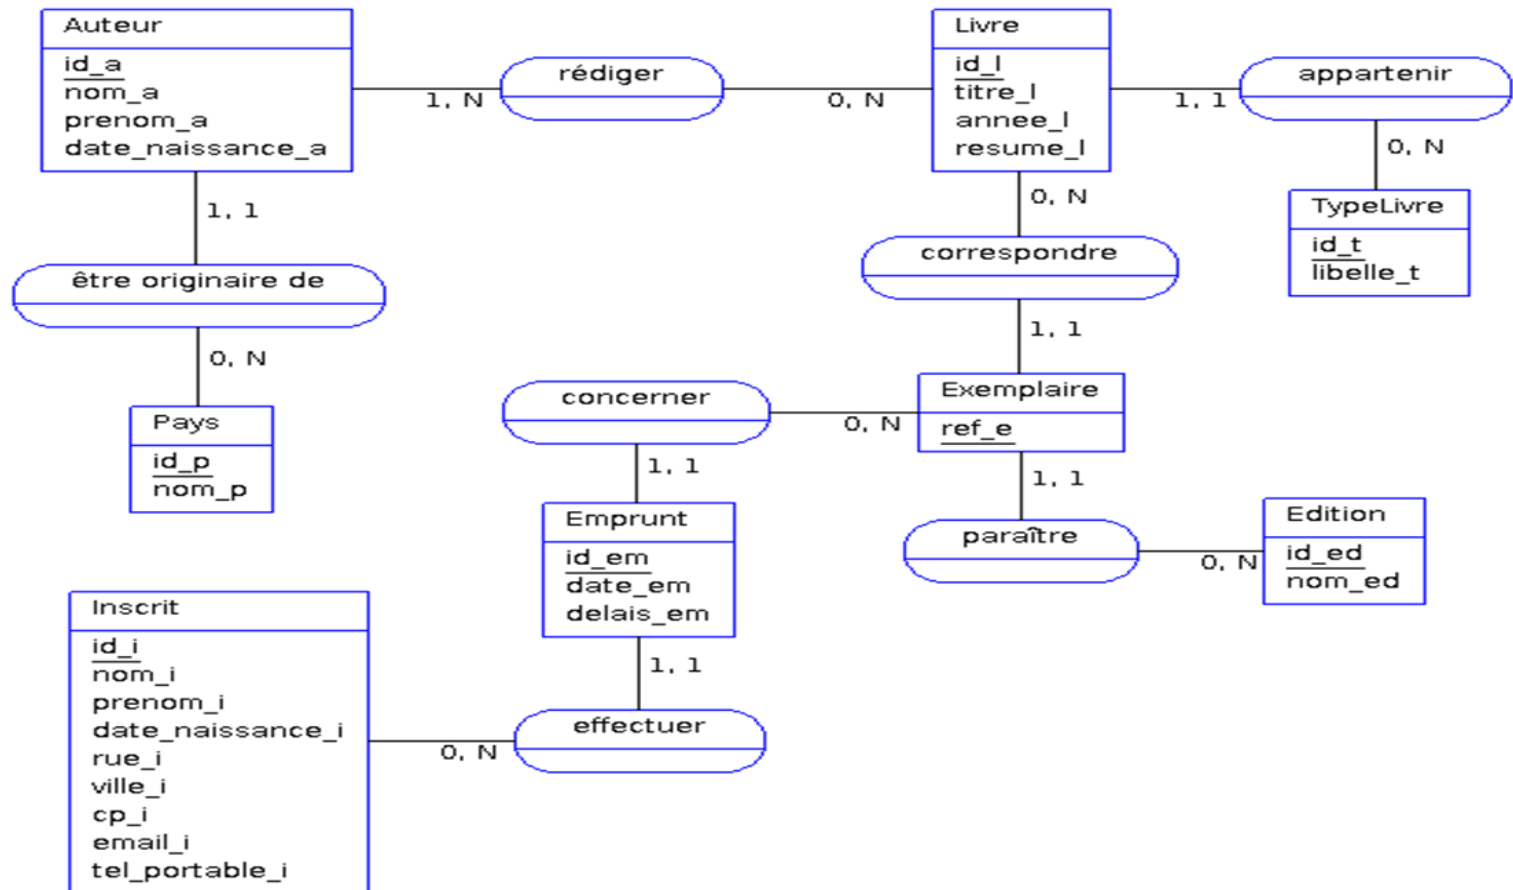 Auteur
id_a
nom_a
prenom_a
date_naissance_a
1, N
rédiger
0, N
Livre
id_l
titre_l
annee_l
resume_l
1, 1
appartenir
0, N
TypeLivre
id_t
libelle_t
1, 1
être originaire de
0, N
Pays
id_p
nom_p
0, N
correspondre
1, 1
Exemplaire
ref_e
0, N
concerner
1, 1
Emprunt
id_em
date_em
delais_em
1, 1
paraître
0, N
Edition
id_ed
nom_ed
1, 1
effectuer
0, N
Inscrit
id_i
nom_i
prenom_i
date_naissance_i
rue_i
ville_i
cp_i
email_i
tel_portable_i